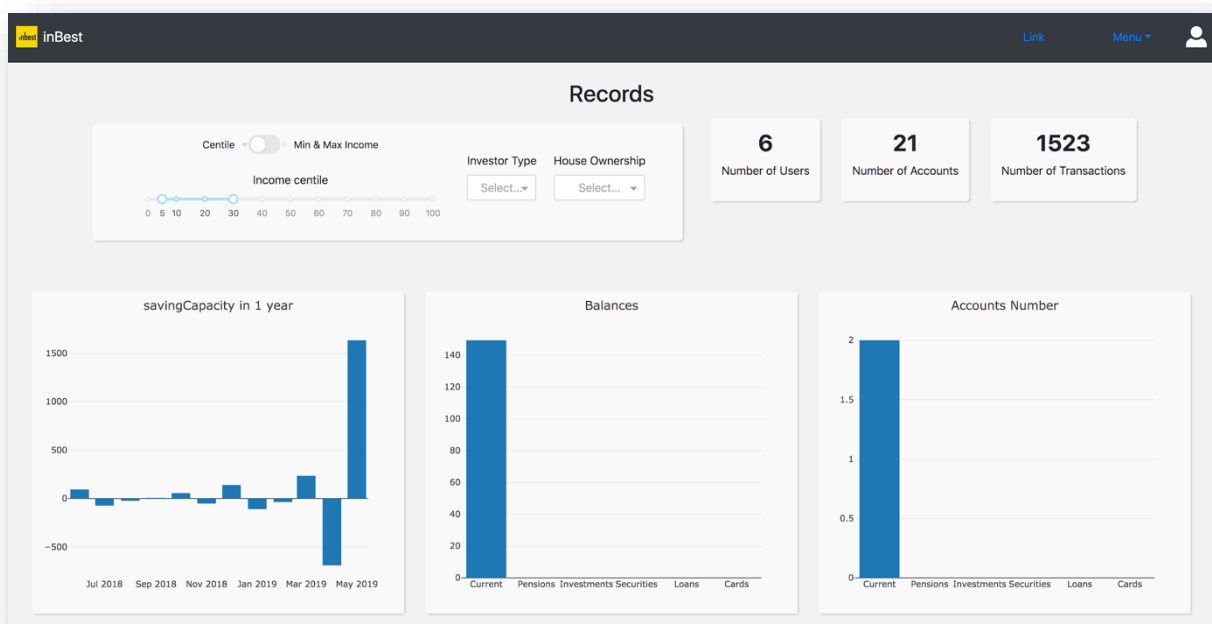 inbest inBest Link Menu
Records
Centile Min & Max Income
Income centile
0 5 10 20 30 40 50 60 70 80 90 100
Investor Type House Ownership
Select... Select...
6
Number of Users
21
Number of Accounts
1523
Number of Transactions
savingCapacity in 1 year
1500
1000
500
0
−500
Jul 2018 Sep 2018 Nov 2018 Jan 2019 Mar 2019 May 2019
Balances
140
120
100
80
60
40
20
0
Current Pensions Investments Securities Loans Cards
Accounts Number
2
1.5
1
0.5
0
Current Pensions Investments Securities Loans Cards